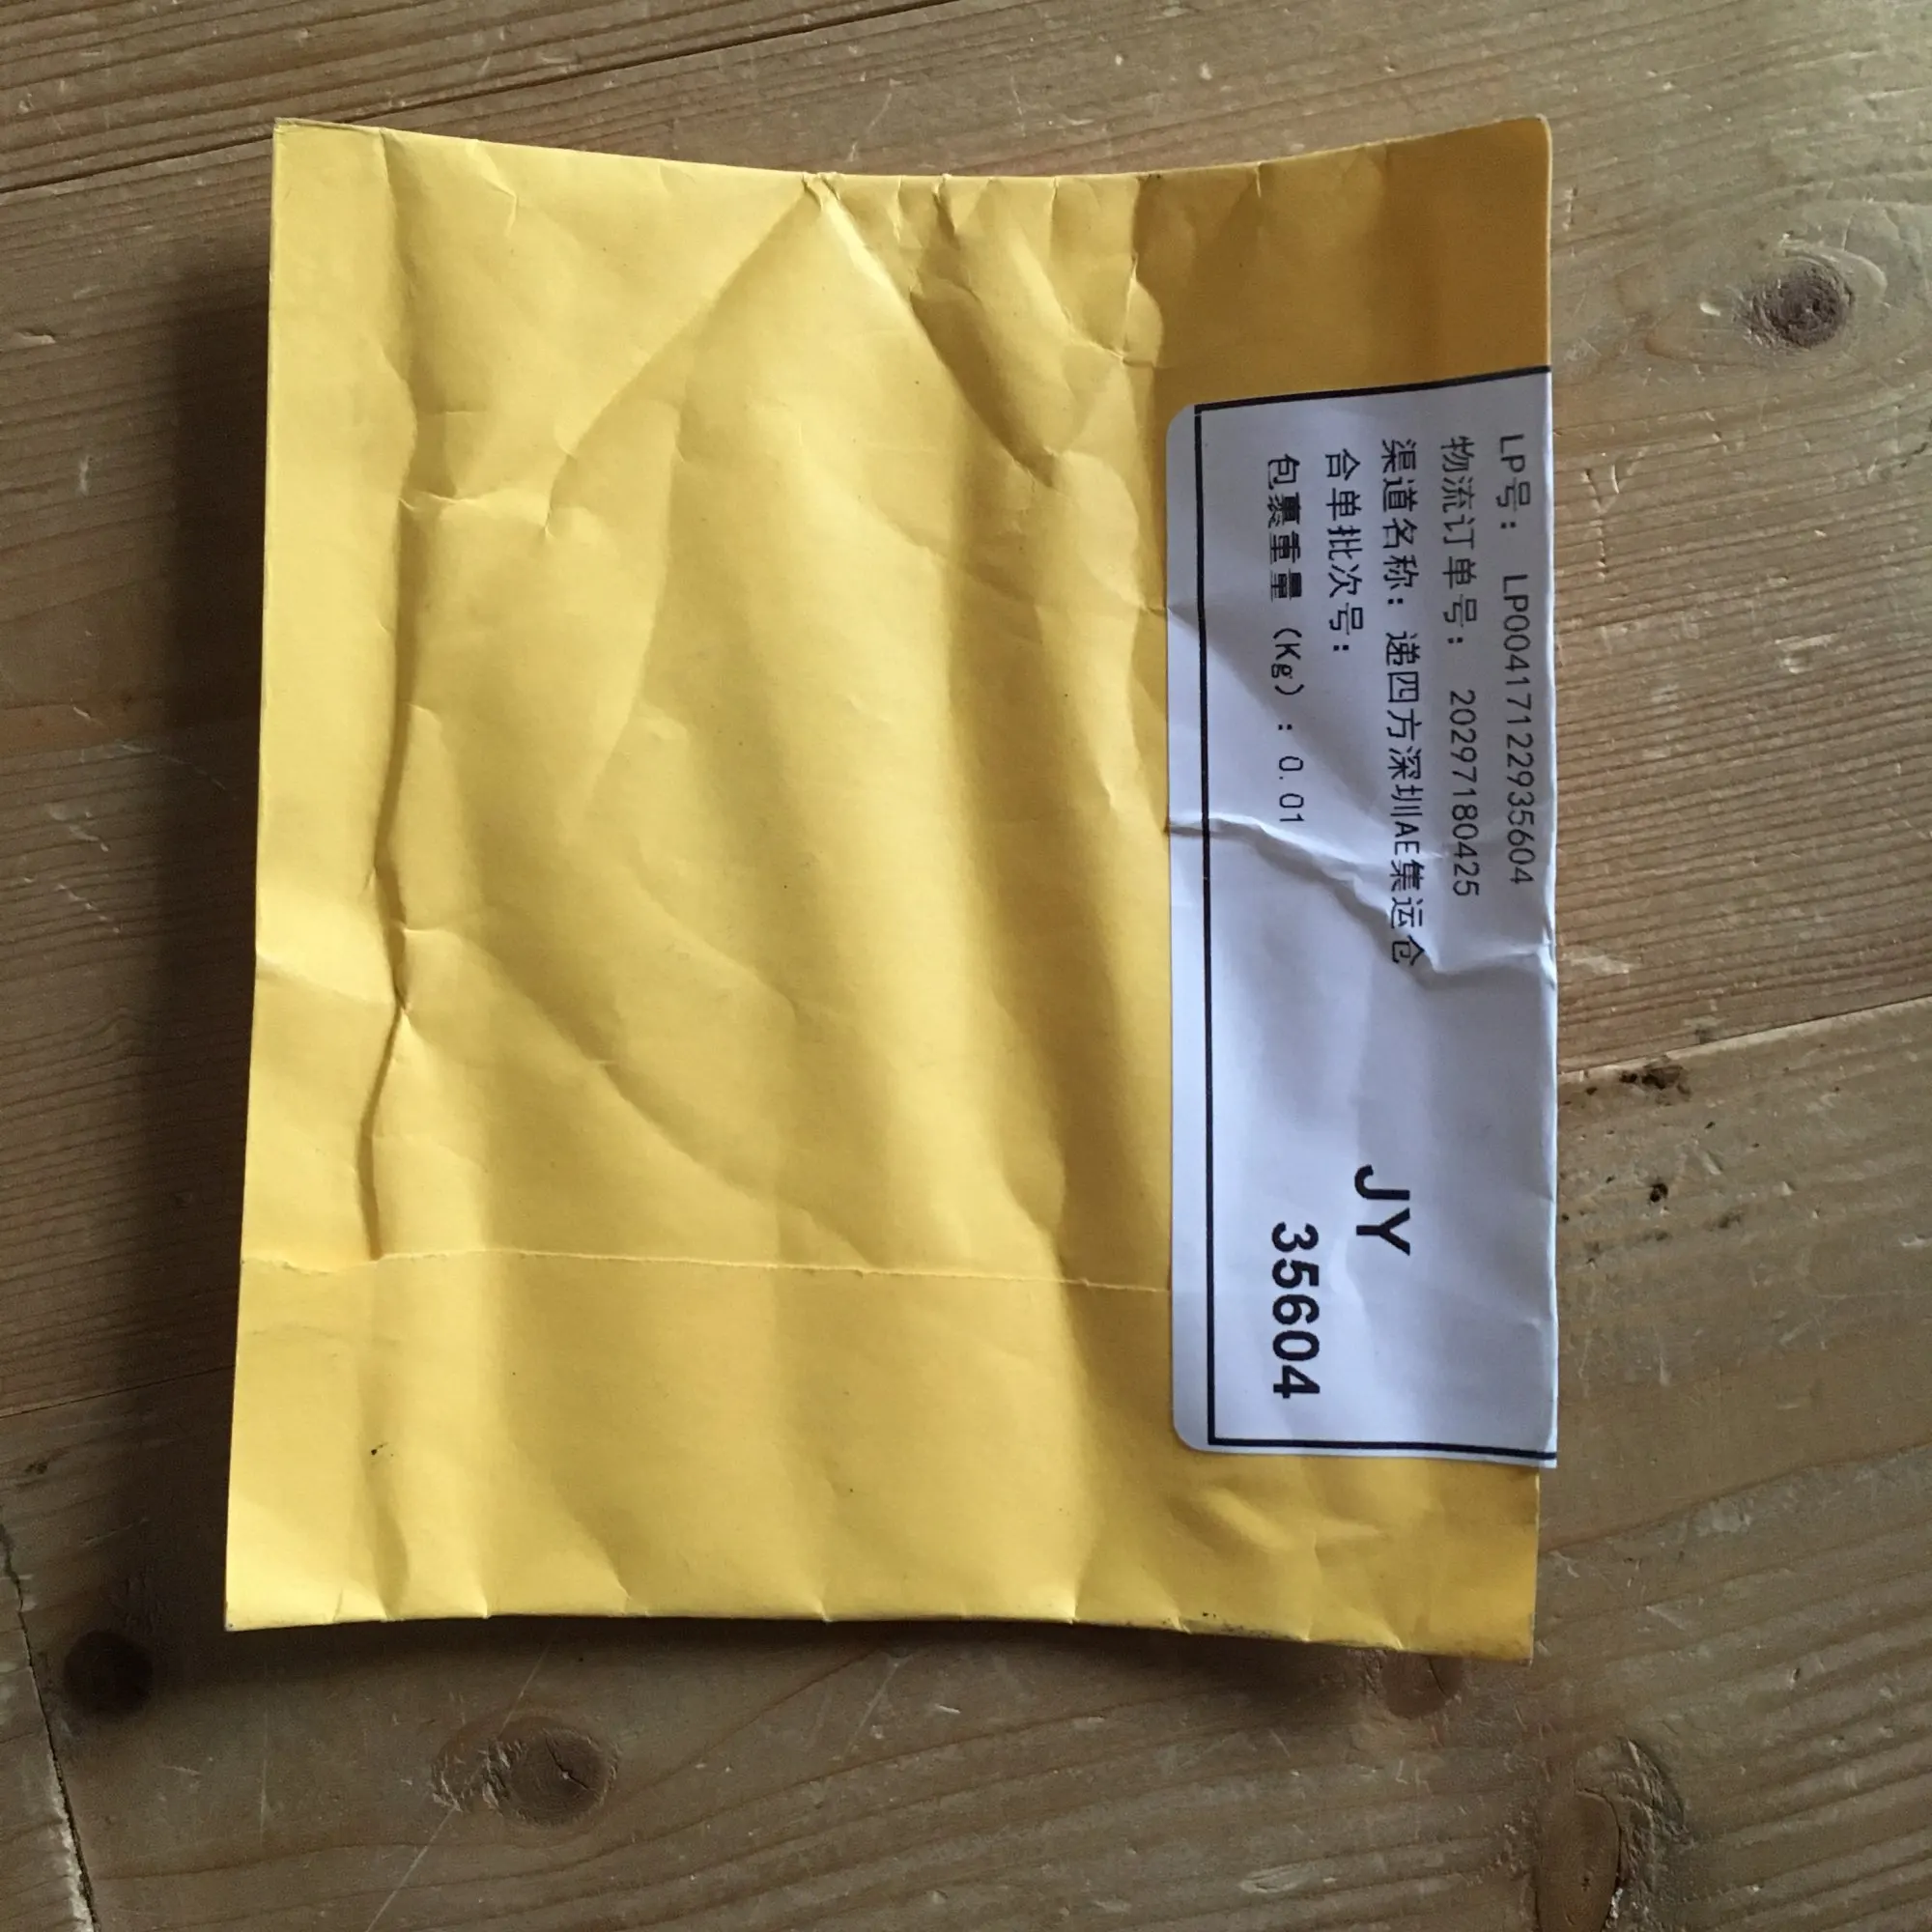 LP号： LP00417122935604
物流订单号： 20297180425
渠道名称：递四方深圳AE集运仓
合单批次号：
包裹重量（Kg）：0.01
JY
35604